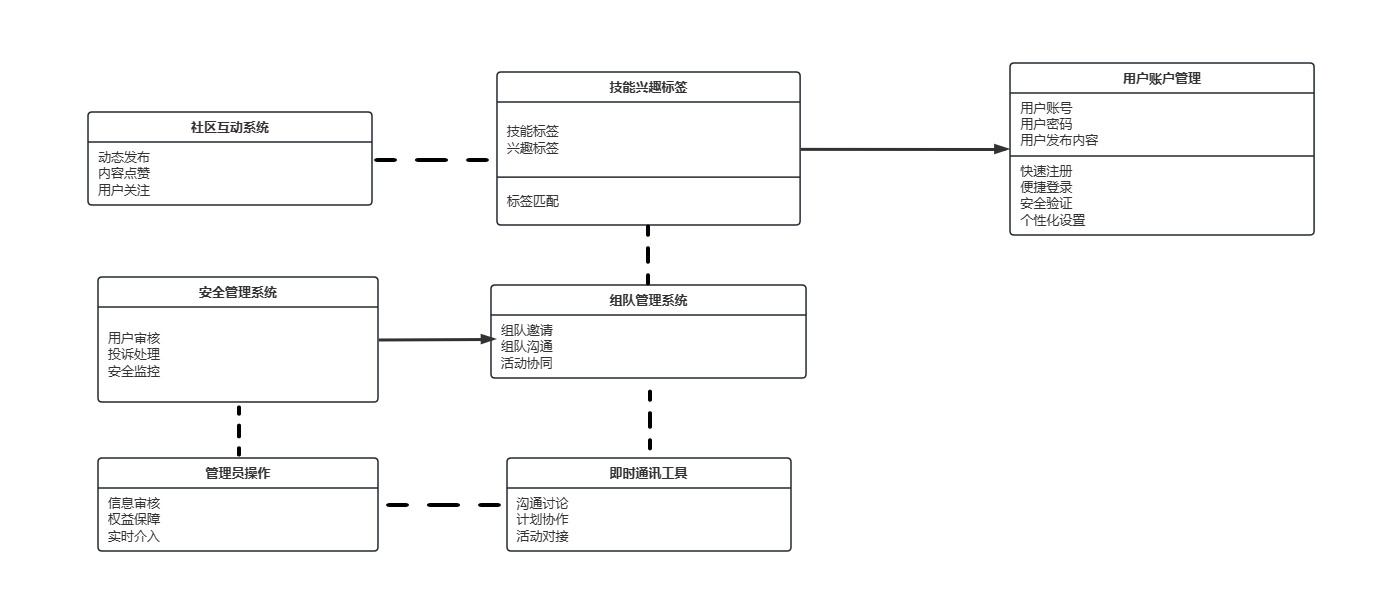 社区互动系统
动态发布
内容点赞
用户关注
技能兴趣标签
技能标签
兴趣标签
标签匹配
用户账户管理
用户账号
用户密码
用户发布内容
快速注册
便捷登录
安全验证
个性化设置
安全管理系统
用户审核
投诉处理
安全监控
组队管理系统
组队邀请
组队沟通
活动协同
管理员操作
信息审核
权益保障
实时介入
即时通讯工具
沟通讨论
计划协作
活动对接